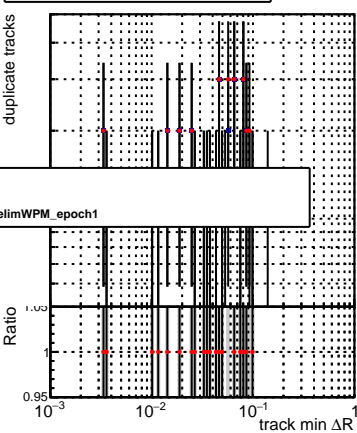 duplicate tracks
elimWPM_epoch1
Ratio
1.05
1
0.95
10⁻³
10⁻²
10⁻¹
1
track min ΔR